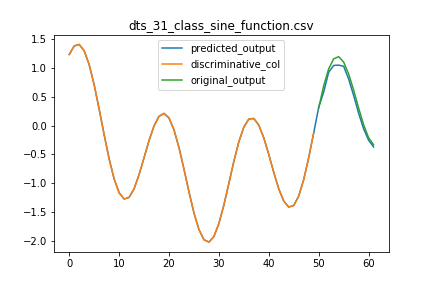 dts_31_class_sine_function.csv
predicted_output
discriminative_col
original_output
1.5
1.0
0.5
0.0
−0.5
−1.0
−1.5
−2.0
0 10 20 30 40 50 60